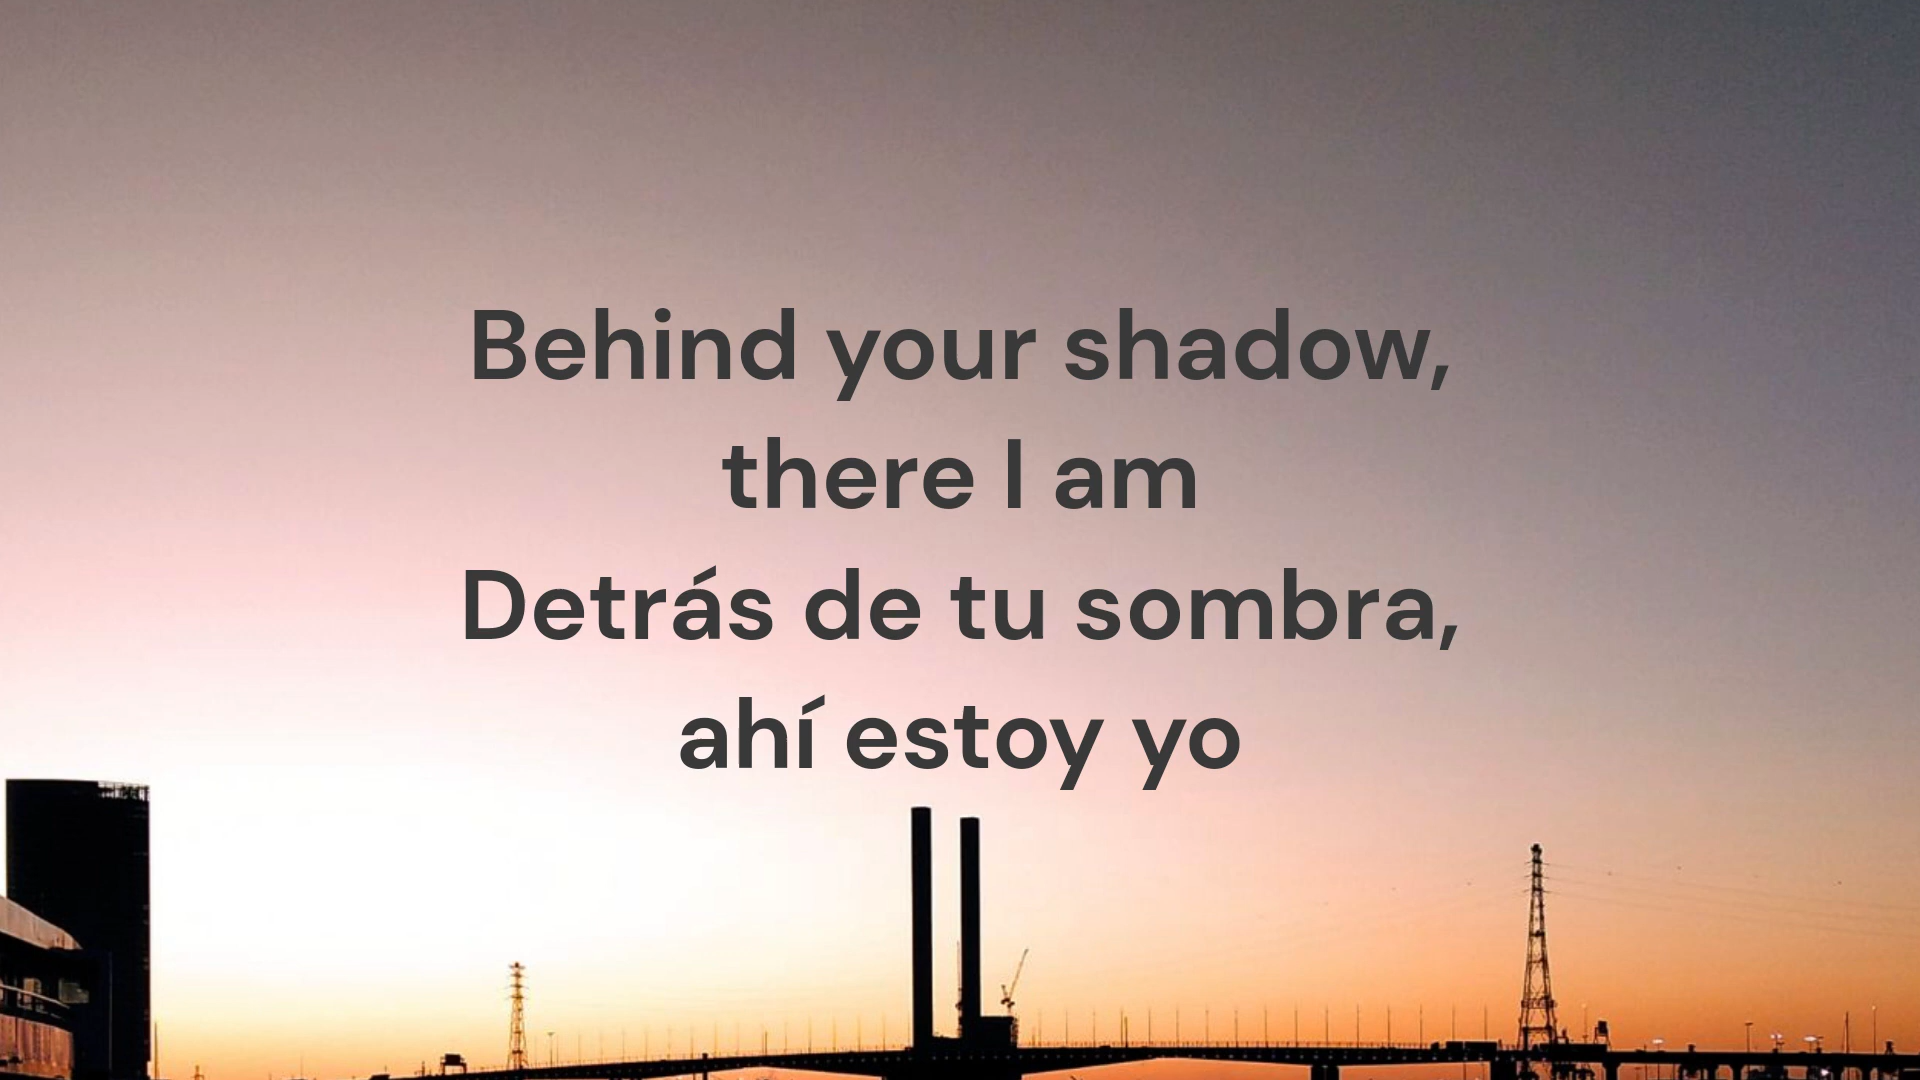 Behind your shadow,
there I am
Detrás de tu sombra,
ahí estoy yo